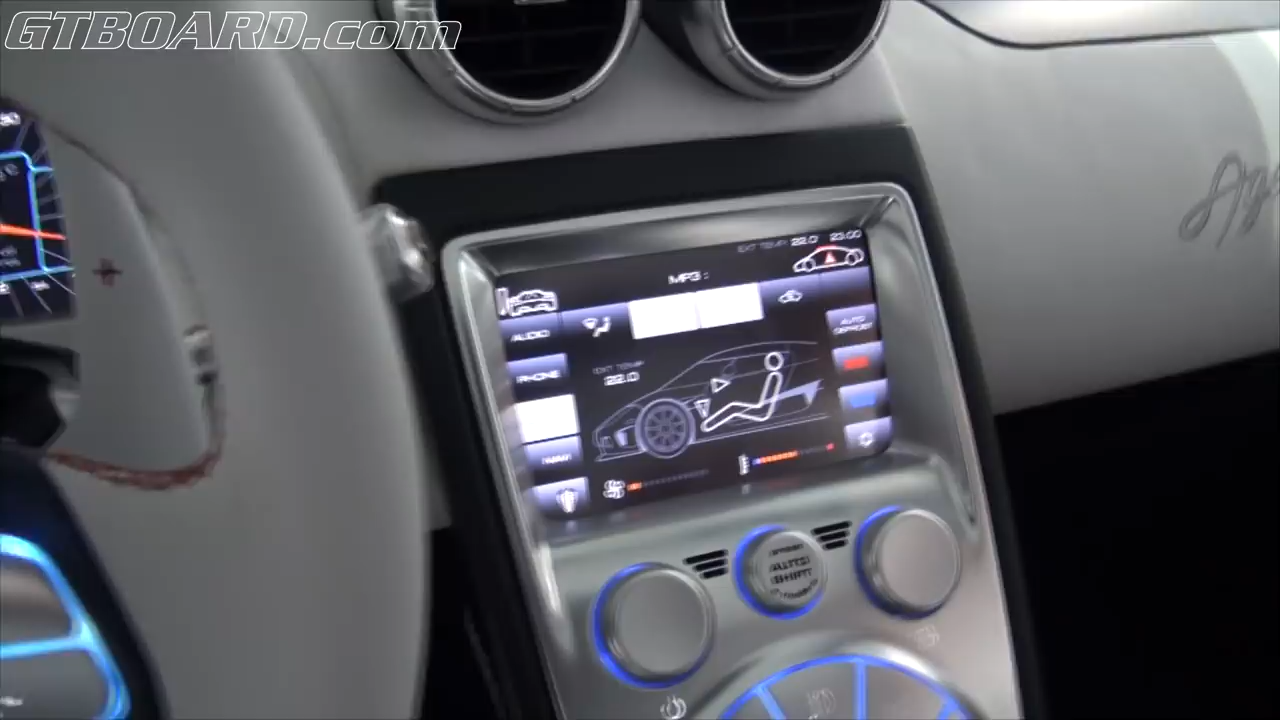 GTBOARD.com
EXT TEMP 22.0 23:00
MP3 :
AUDIO
AUTO
DEFROST
PHONE
EXT TEMP
22.0
NAVI
AUTO
SHIFT